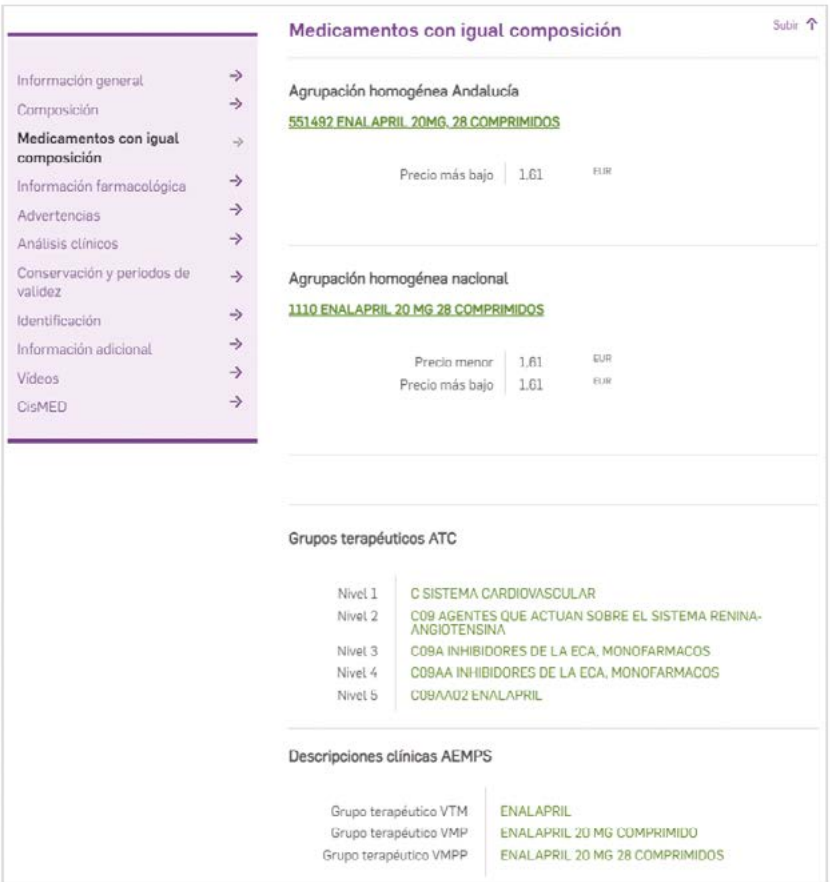 Medicamentos con igual composición
Subir ↑
Información general →
Composición →
Medicamentos con igual →
composición
Información farmacológica →
Advertencias →
Análisis clínicos →
Conservación y periodos de →
validez
Identificación →
Información adicional →
Vídeos →
CisMED →
Agrupación homogénea Andalucía
551492 ENALAPRIL 20MG, 28 COMPRIMIDOS
Precio más bajo 1,61 EUR
Agrupación homogénea nacional
1110 ENALAPRIL 20 MG 28 COMPRIMIDOS
Precio menor 1,61 EUR
Precio más bajo 1,61 EUR
Grupos terapéuticos ATC
Nivel 1 C SISTEMA CARDIOVASCULAR
Nivel 2 C09 AGENTES QUE ACTUAN SOBRE EL SISTEMA RENINA-
ANGIOTENSINA
Nivel 3 C09A INHIBIDORES DE LA ECA, MONOFARMACOS
Nivel 4 C09AA INHIBIDORES DE LA ECA, MONOFARMACOS
Nivel 5 C09AA02 ENALAPRIL
Descripciones clínicas AEMPS
Grupo terapéutico VTM ENALAPRIL
Grupo terapéutico VMP ENALAPRIL 20 MG COMPRIMIDO
Grupo terapéutico VMPP ENALAPRIL 20 MG 28 COMPRIMIDOS